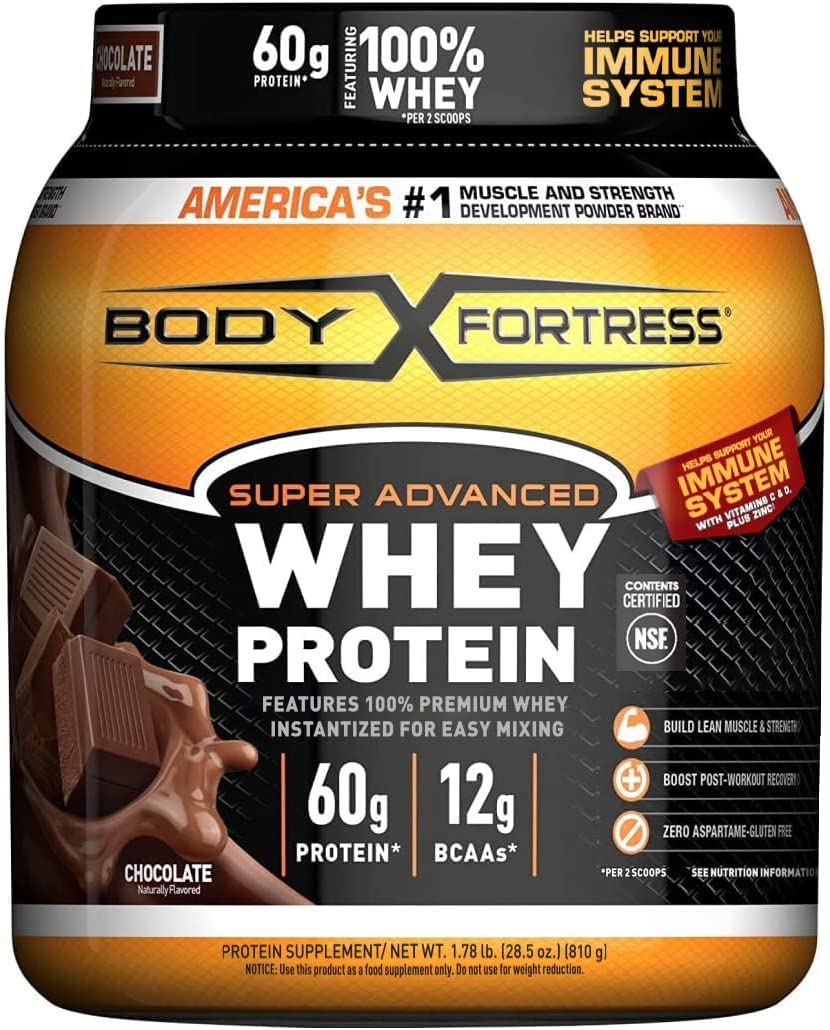 CHOCOLATE
Naturally Flavored
60g
PROTEIN*
FEATURING
100%
WHEY
*PER 2 SCOOPS
HELPS SUPPORT YOUR
IMMUNE
SYSTEM
AMERICA'S #1 MUSCLE AND STRENGTH
DEVELOPMENT POWDER BRAND
BODY X FORTRESS®
SUPER ADVANCED
WHEY
PROTEIN
FEATURES 100% PREMIUM WHEY
INSTANTIZED FOR EASY MIXING
HELPS SUPPORT YOUR
IMMUNE
SYSTEM
WITH VITAMINS C & D,
PLUS ZINC
CONTENTS
CERTIFIED
NSF
60g
PROTEIN*
12g
BCAAs*
BUILD LEAN MUSCLE & STRENGTH
BOOST POST-WORKOUT RECOVERY
ZERO ASPARTAME-GLUTEN FREE
*PER 2 SCOOPS
SEE NUTRITION INFORMATION
CHOCOLATE
Naturally Flavored
PROTEIN SUPPLEMENT/ NET WT. 1.78 lb. (28.5 oz.) (810 g)
NOTICE: Use this product as a food supplement only. Do not use for weight reduction.